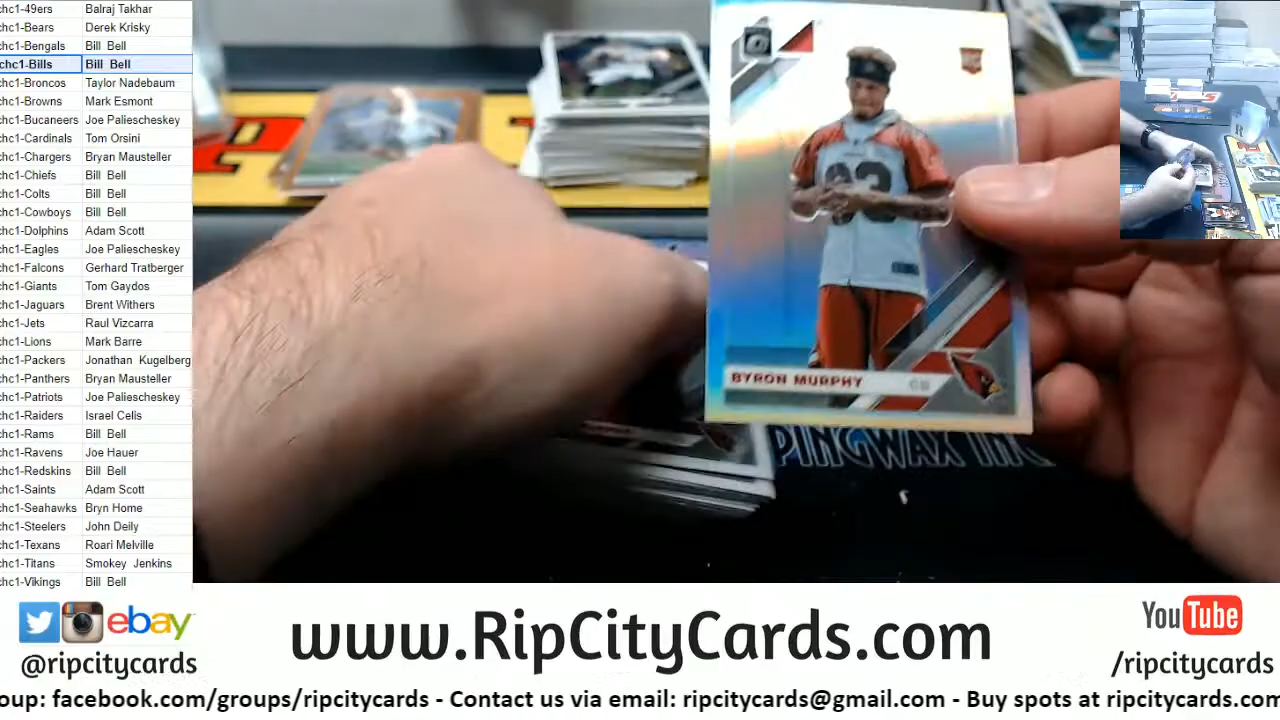 chc1-49ers Balraj Takhar
chc1-Bears Derek Krisky
chc1-Bengals Bill Bell
chc1-Bills Bill Bell
chc1-Broncos Taylor Nadebaum
chc1-Browns Mark Esmont
chc1-Bucaneers Joe Paliescheskey
chc1-Cardinals Tom Orsini
chc1-Chargers Bryan Mausteller
chc1-Chiefs Bill Bell
chc1-Colts Bill Bell
chc1-Cowboys Bill Bell
chc1-Dolphins Adam Scott
chc1-Eagles Joe Paliescheskey
chc1-Falcons Gerhard Tratberger
chc1-Giants Tom Gaydos
chc1-Jaguars Brent Withers
chc1-Jets Raul Vizcarra
chc1-Lions Mark Barre
chc1-Packers Jonathan Kugelberg
chc1-Panthers Bryan Mausteller
chc1-Patriots Joe Paliescheskey
chc1-Raiders Israel Celis
chc1-Rams Bill Bell
chc1-Ravens Joe Hauer
chc1-Redskins Bill Bell
chc1-Saints Adam Scott
chc1-Seahawks Bryn Home
chc1-Steelers John Deily
chc1-Texans Roari Melville
chc1-Titans Smokey Jenkins
chc1-Vikings Bill Bell
BYRON MURPHY CB
PINGWAX INC
ebay
@ripcitycards
www.RipCityCards.com
YouTube
/ripcitycards
oup: facebook.com/groups/ripcitycards - Contact us via email: ripcitycards@gmail.com - Buy spots at ripcitycards.com